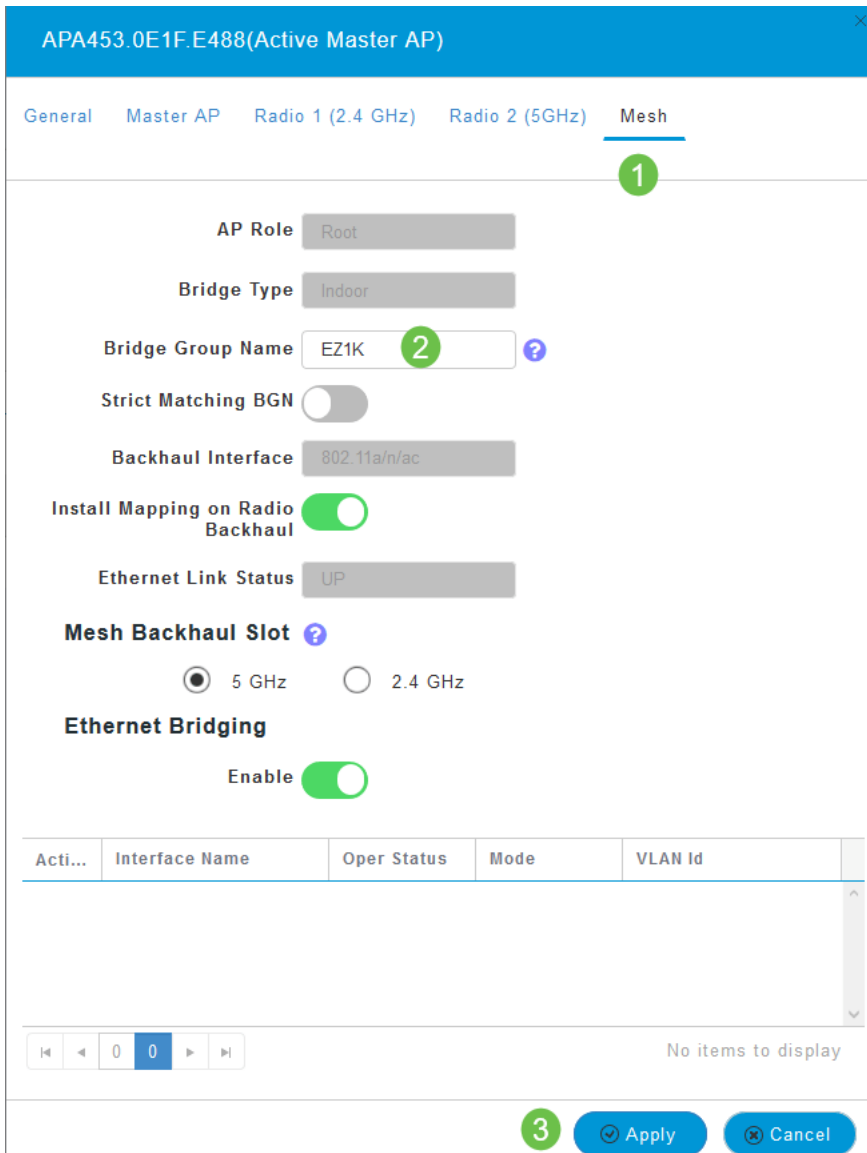 APA453.0E1F.E488(Active Master AP)
General Master AP Radio 1 (2.4 GHz) Radio 2 (5GHz) Mesh
1
AP Role Root
Bridge Type Indoor
Bridge Group Name EZ1K 2 ?
Strict Matching BGN
Backhaul Interface 802.11a/n/ac
Install Mapping on Radio
Backhaul
Ethernet Link Status UP
Mesh Backhaul Slot ?
5 GHz 2.4 GHz
Ethernet Bridging
Enable
Acti... Interface Name Oper Status Mode VLAN Id
0 0 No items to display
3 Apply Cancel